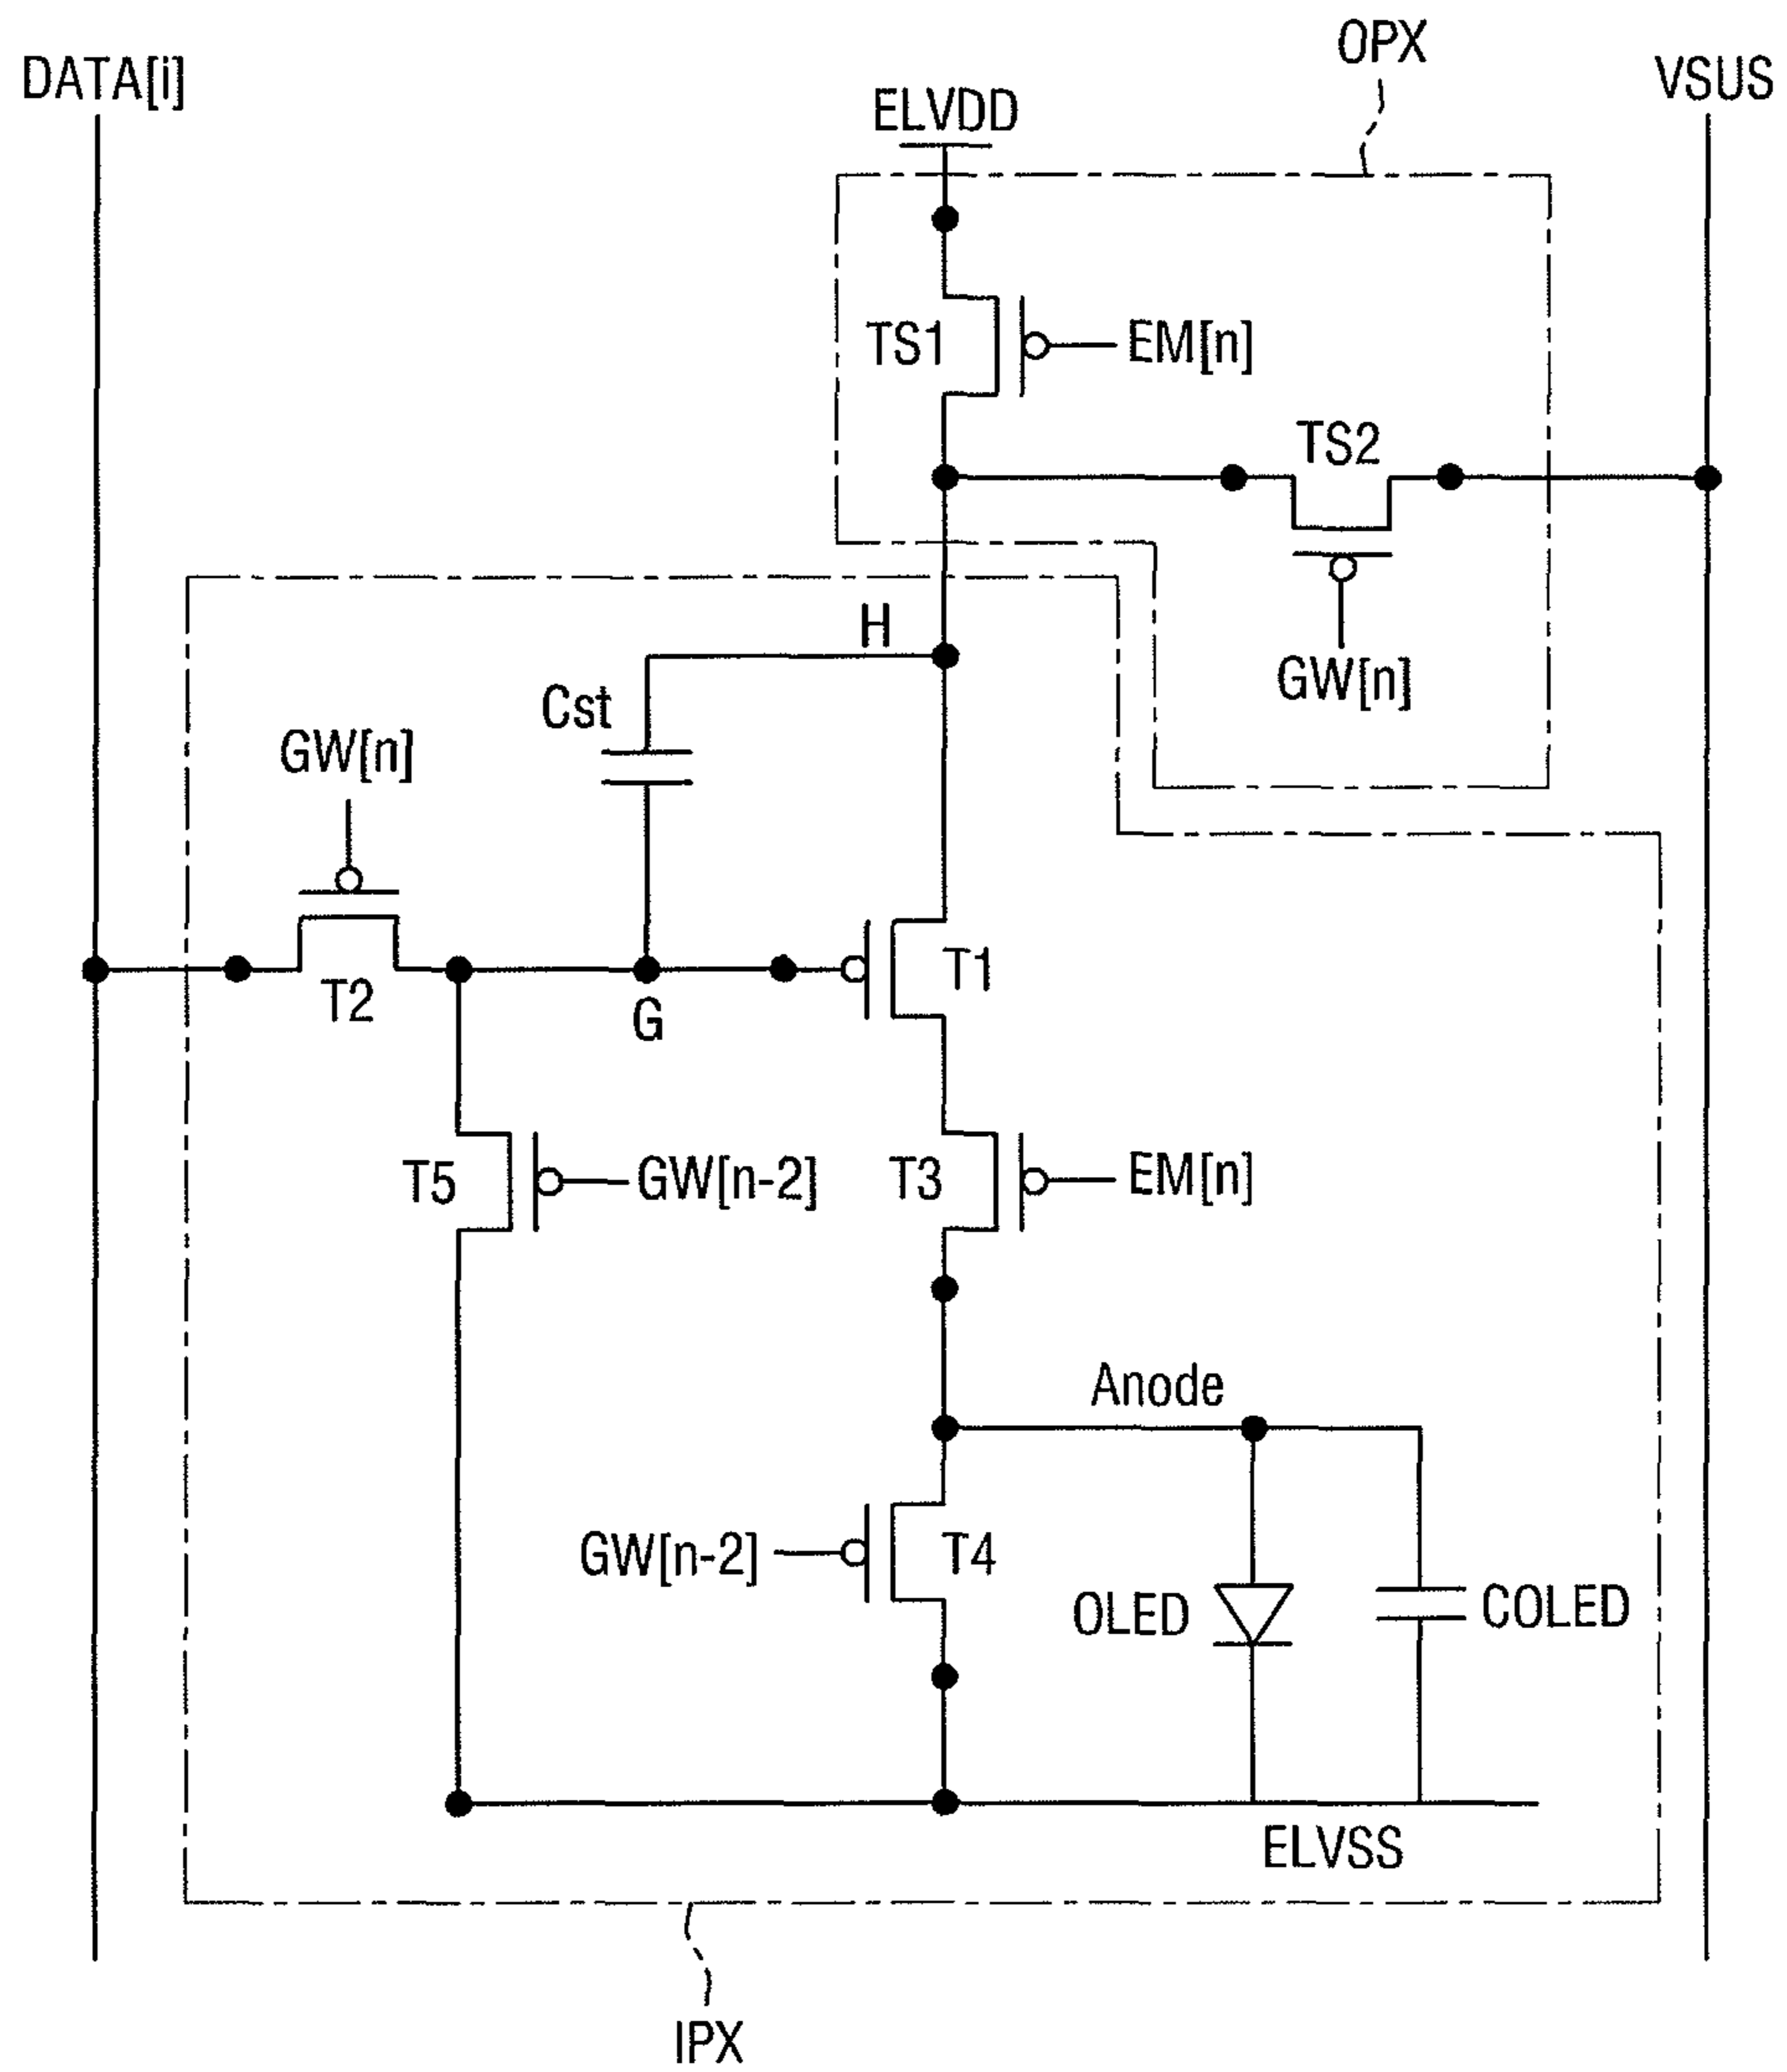 OPX
DATA[i]
VSUS
ELVDD
TS1
EM[n]
TS2
H
GW[n]
Cst
GW[n]
T1
T2
G
T5
GW[n-2]
T3
EM[n]
Anode
GW[n-2]
T4
OLED
COLED
ELVSS
IPX